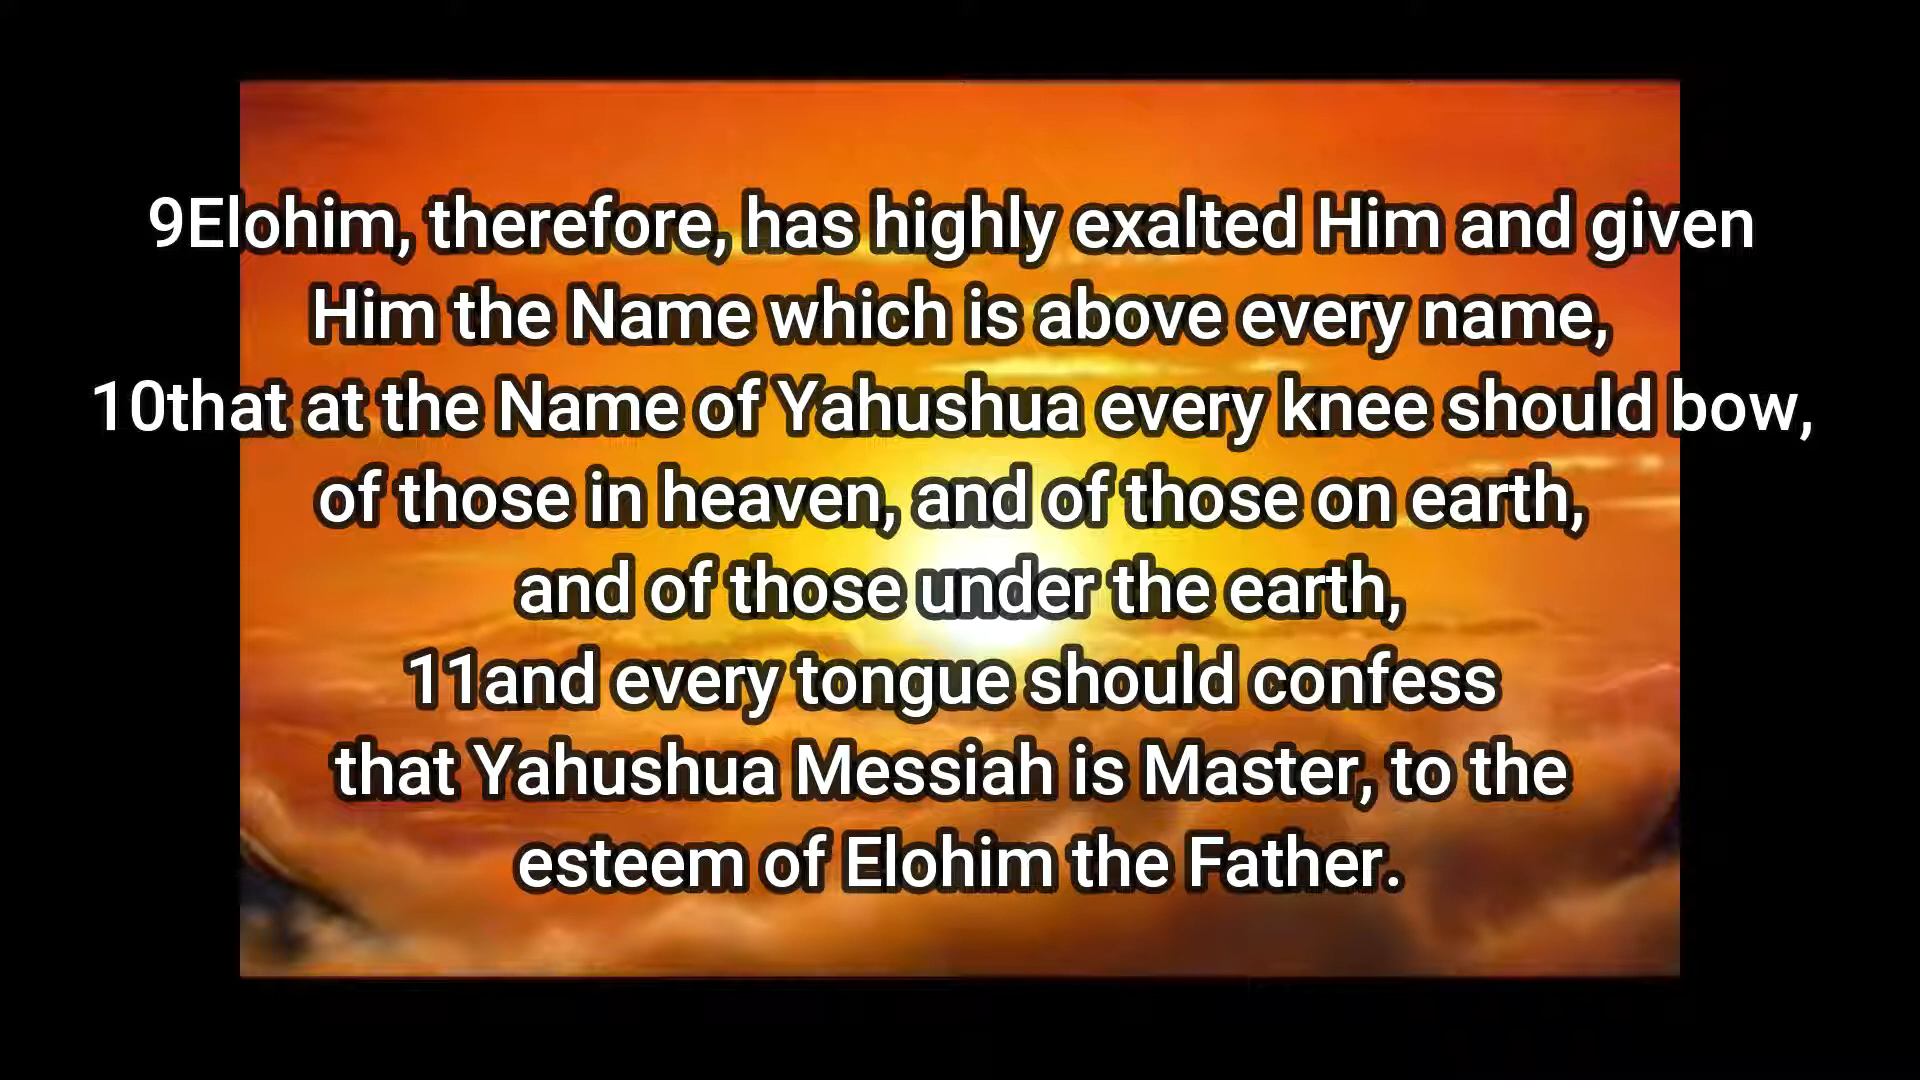 9Elohim, therefore, has highly exalted Him and given
Him the Name which is above every name,
10that at the Name of Yahushua every knee should bow,
of those in heaven, and of those on earth,
and of those under the earth,
11and every tongue should confess
that Yahushua Messiah is Master, to the
esteem of Elohim the Father.